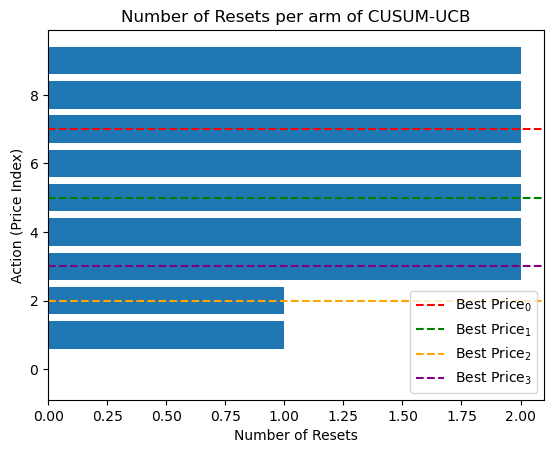 Number of Resets per arm of CUSUM-UCB
Action (Price Index)
8
6
4
2
0
Best Price₀
Best Price₁
Best Price₂
Best Price₃
0.00 0.25 0.50 0.75 1.00 1.25 1.50 1.75 2.00
Number of Resets